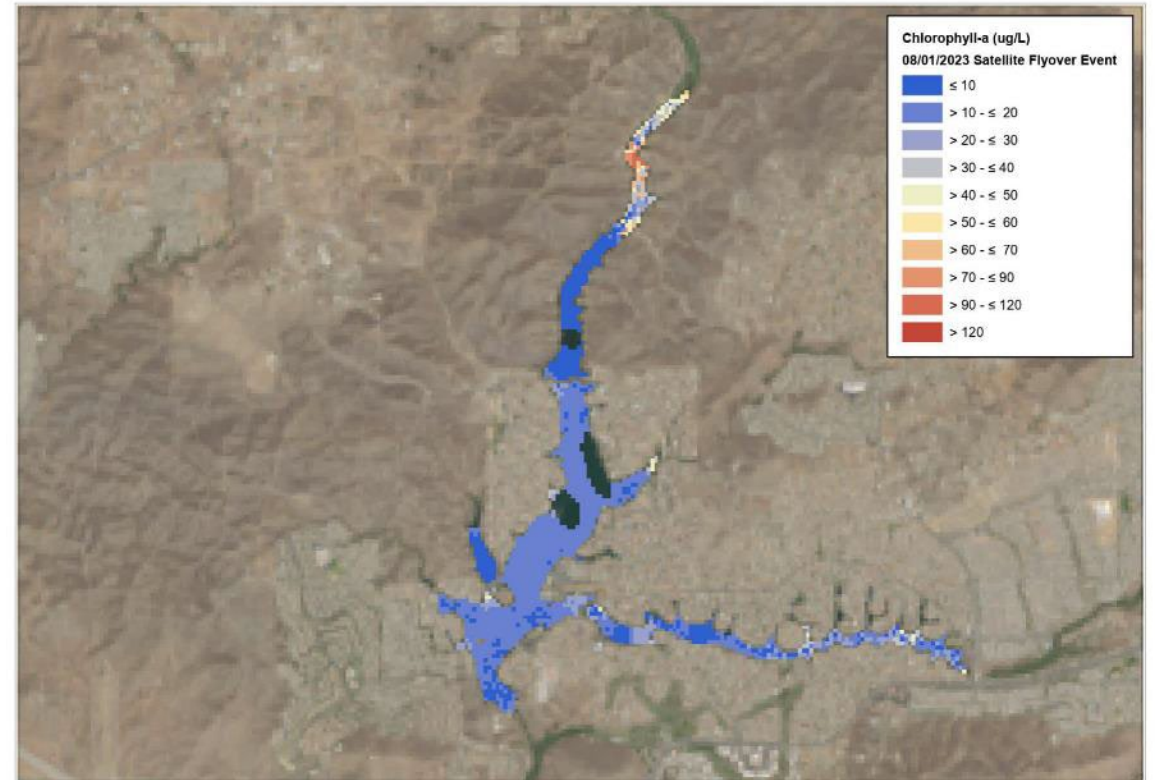 Chlorophyll-a (ug/L)
08/01/2023 Satellite Flyover Event
≤ 10
> 10 - ≤ 20
> 20 - ≤ 30
> 30 - ≤ 40
> 40 - ≤ 50
> 50 - ≤ 60
> 60 - ≤ 70
> 70 - ≤ 90
> 90 - ≤ 120
> 120